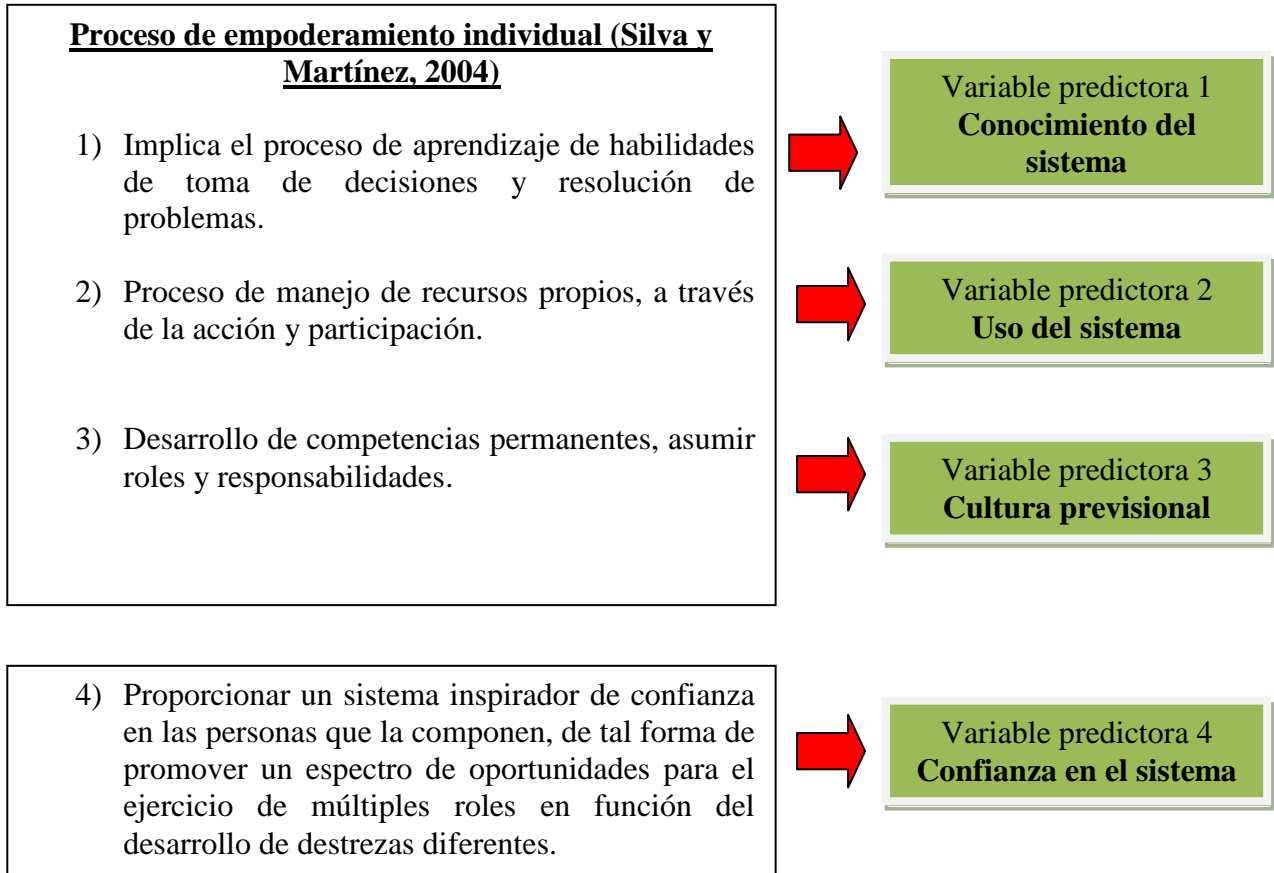 Proceso de empoderamiento individual (Silva y
Martínez, 2004)
1) Implica el proceso de aprendizaje de habilidades
de toma de decisiones y resolución de
problemas.
Variable predictora 1
Conocimiento del
sistema
2) Proceso de manejo de recursos propios, a través
de la acción y participación.
Variable predictora 2
Uso del sistema
3) Desarrollo de competencias permanentes, asumir
roles y responsabilidades.
Variable predictora 3
Cultura previsional
4) Proporcionar un sistema inspirador de confianza
en las personas que la componen, de tal forma de
promover un espectro de oportunidades para el
ejercicio de múltiples roles en función del
desarrollo de destrezas diferentes.
Variable predictora 4
Confianza en el sistema